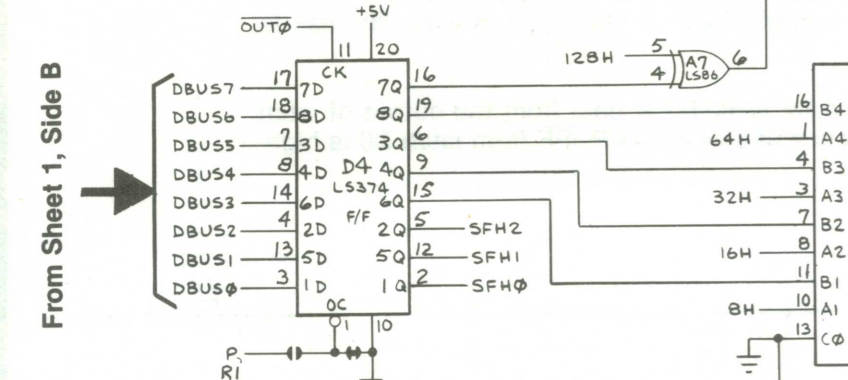 +5V
OUTØ
11 20
CK
128H 5
4
A7
LS86
6
From Sheet 1, Side B
DBUS7 17 7D 7Q 16
DBUS6 18 8D 8Q 19 16 B4
DBUS5 7 3D 3Q 6 64H 1 A4
4 B3
DBUS4 8 4D D4 4Q 9
LS374
32H 3 A3
DBUS3 14 6D 6Q 15
F/F
7 B2
DBUS2 4 2D 2Q 5 SFH2
16H 8 A2
DBUS1 13 5D 5Q 12 SFH1
11 B1
DBUSØ 3 1D 1Q 2 SFHØ
OC
8H 10 A1
1 10
13 CØ
P
R1